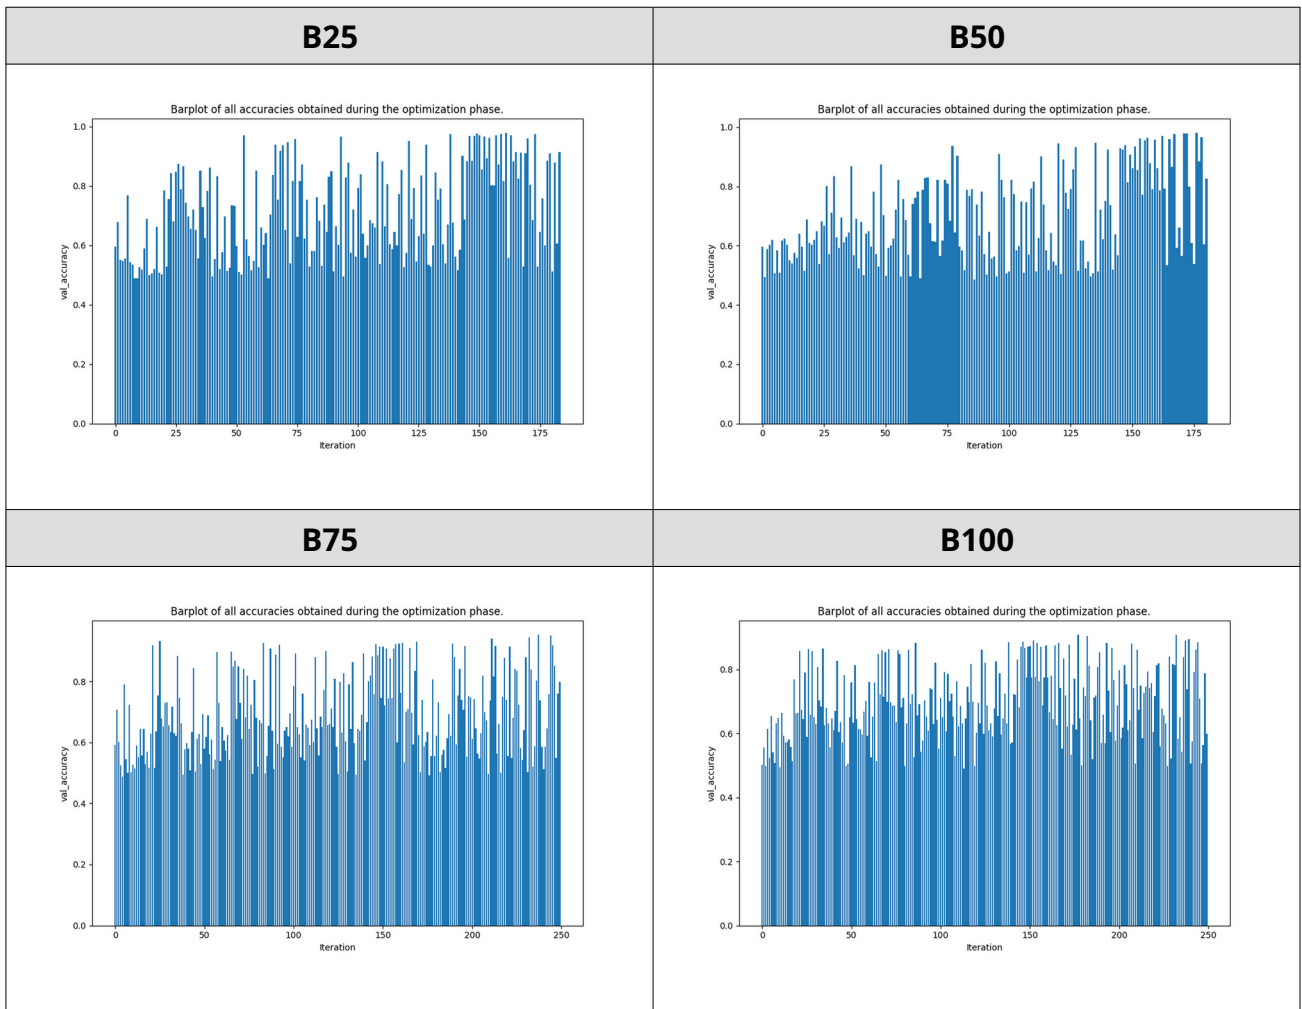 B25
B50
Barplot of all accuracies obtained during the optimization phase.
1.0
0.8
0.6
0.4
0.2
0.0
val_accuracy
0 25 50 75 100 125 150 175
Iteration
Barplot of all accuracies obtained during the optimization phase.
1.0
0.8
0.6
0.4
0.2
0.0
val_accuracy
0 25 50 75 100 125 150 175
Iteration
B75
B100
Barplot of all accuracies obtained during the optimization phase.
0.8
0.6
0.4
0.2
0.0
val_accuracy
0 50 100 150 200 250
Iteration
Barplot of all accuracies obtained during the optimization phase.
0.8
0.6
0.4
0.2
0.0
val_accuracy
0 50 100 150 200 250
Iteration